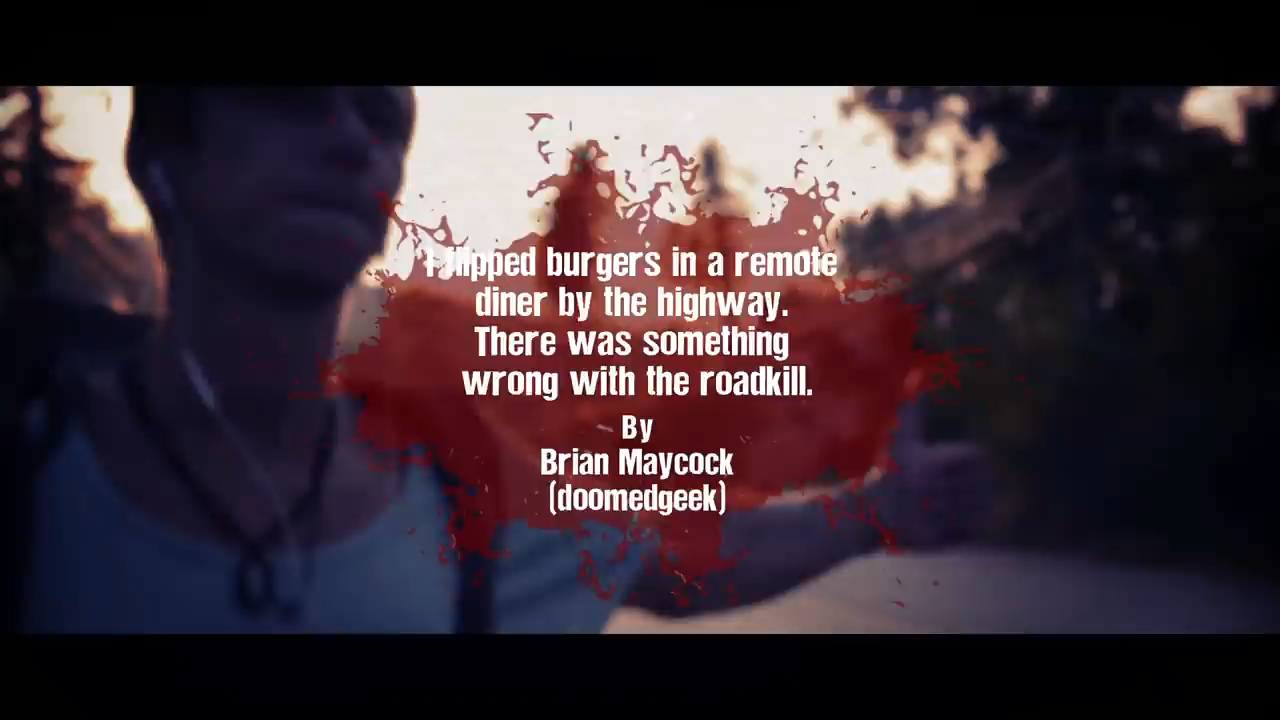 I flipped burgers in a remote
diner by the highway.
There was something
wrong with the roadkill.
By
Brian Maycock
(doomedgeek)